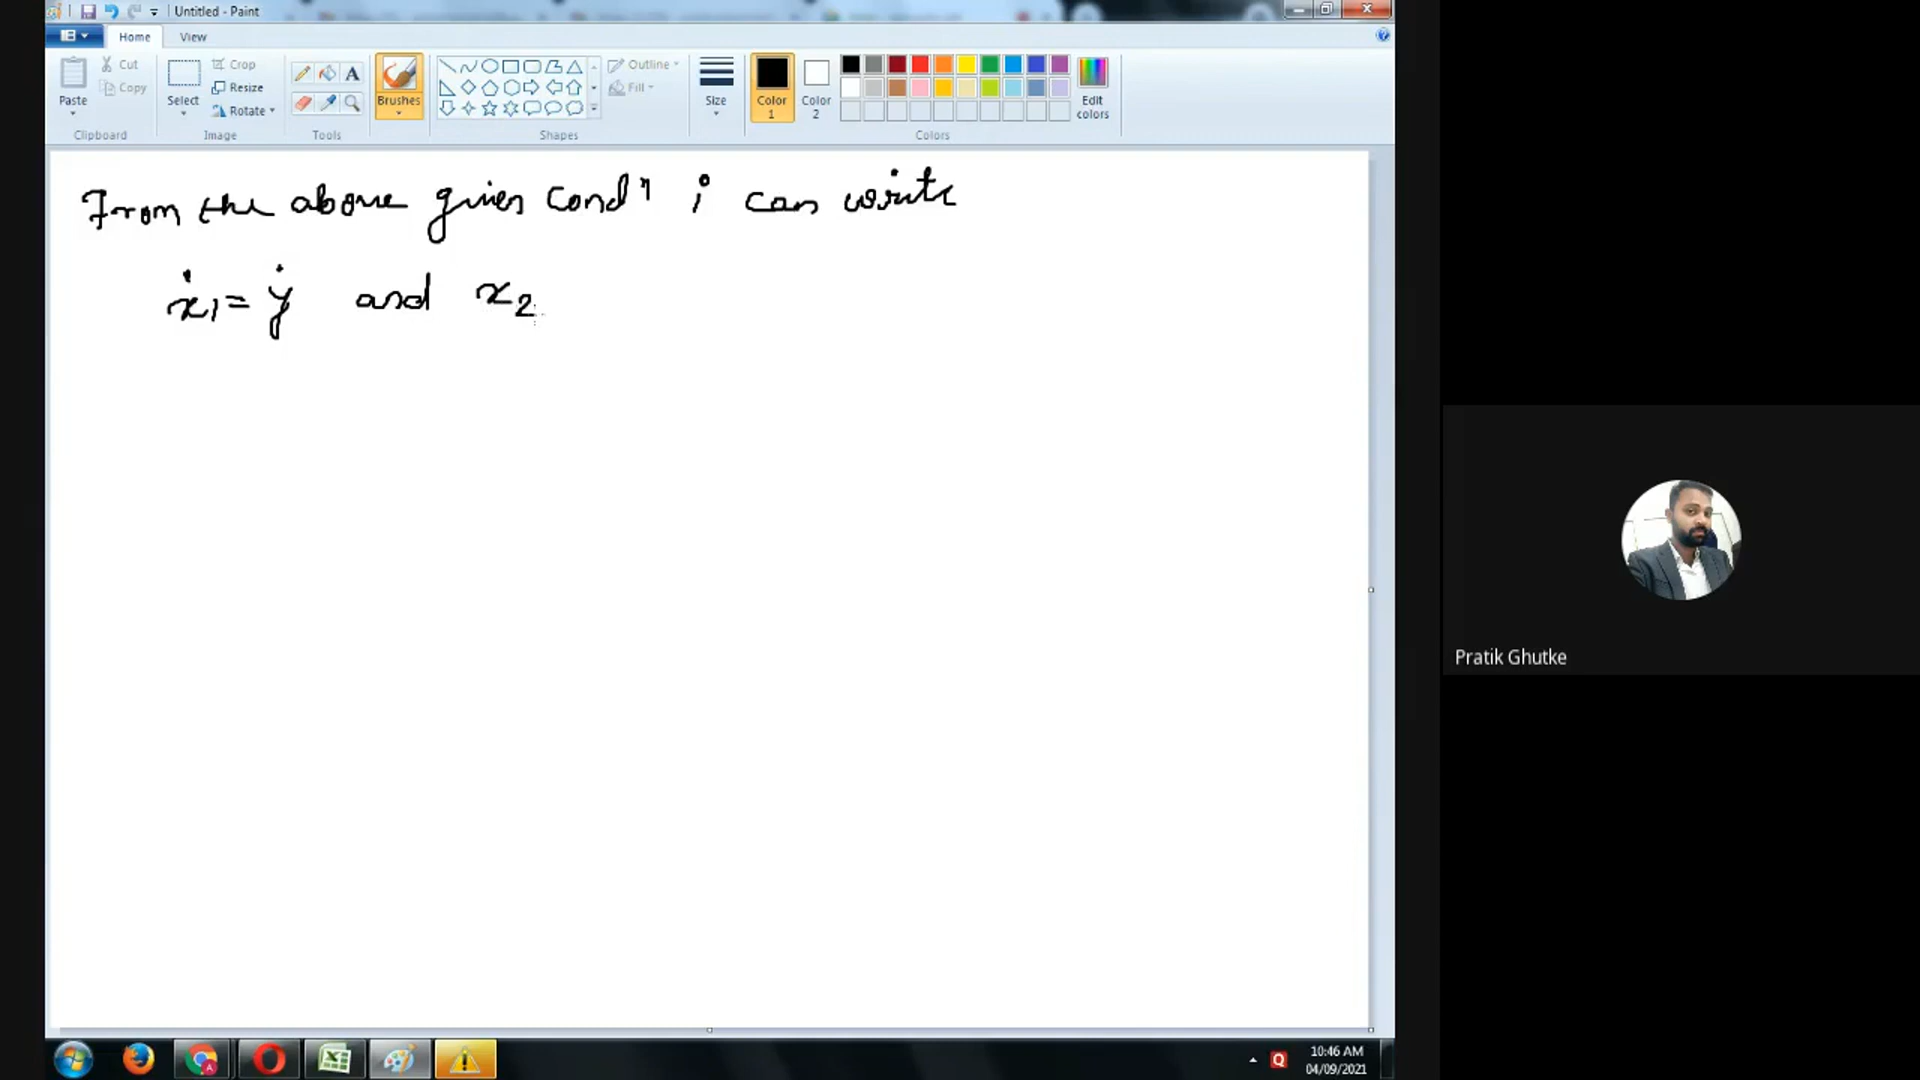 Untitled - Paint
Home View
Paste Cut Copy Clipboard
Select Crop Resize Rotate Image
Tools
Brushes
Outline Fill Shapes
Size
Color 1
Color 2
Edit colors
Colors
From the above given condⁿ i can write
ẋ1 = ẏ and x2
Pratik Ghutke
10:46 AM
04/09/2021